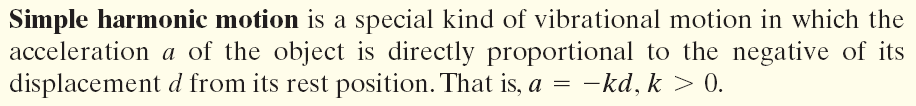 Simple harmonic motion is a special kind of vibrational motion in which the
acceleration a of the object is directly proportional to the negative of its
displacement d from its rest position. That is, a = −kd, k > 0.